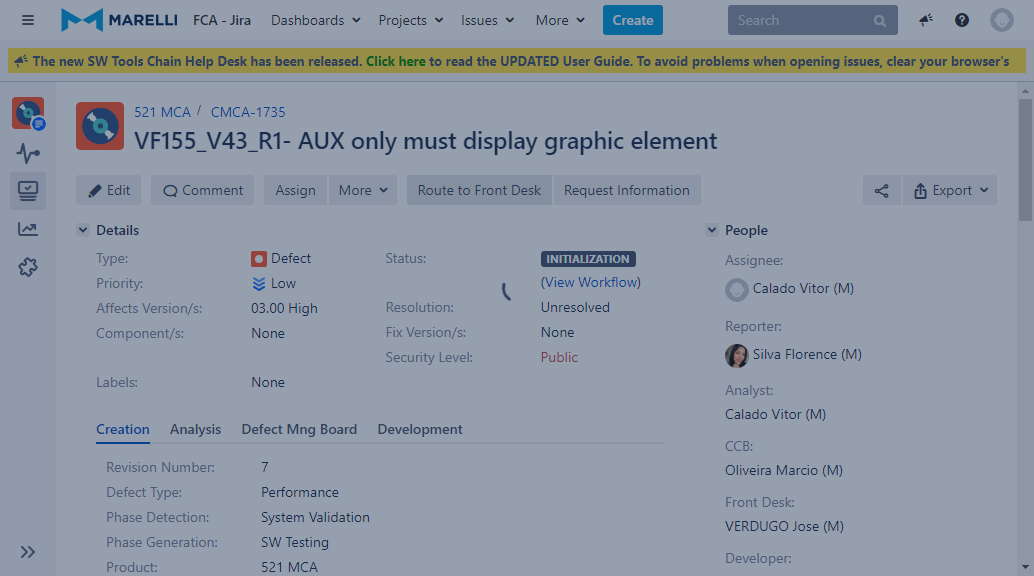 MARELLI FCA - Jira Dashboards Projects Issues More Create Search
The new SW Tools Chain Help Desk has been released. Click here to read the UPDATED User Guide. To avoid problems when opening issues, clear your browser's
521 MCA / CMCA-1735
VF155_V43_R1- AUX only must display graphic element
Edit Comment Assign More Route to Front Desk Request Information Export
Details
Type: Defect
Priority: Low
Affects Version/s: 03.00 High
Component/s: None
Labels: None
Status: INITIALIZATION
(View Workflow)
Resolution: Unresolved
Fix Version/s: None
Security Level: Public
Creation Analysis Defect Mng Board Development
Revision Number: 7
Defect Type: Performance
Phase Detection: System Validation
Phase Generation: SW Testing
Product: 521 MCA
People
Assignee:
Calado Vitor (M)
Reporter:
Silva Florence (M)
Analyst:
Calado Vitor (M)
CCB:
Oliveira Marcio (M)
Front Desk:
VERDUGO Jose (M)
Developer: